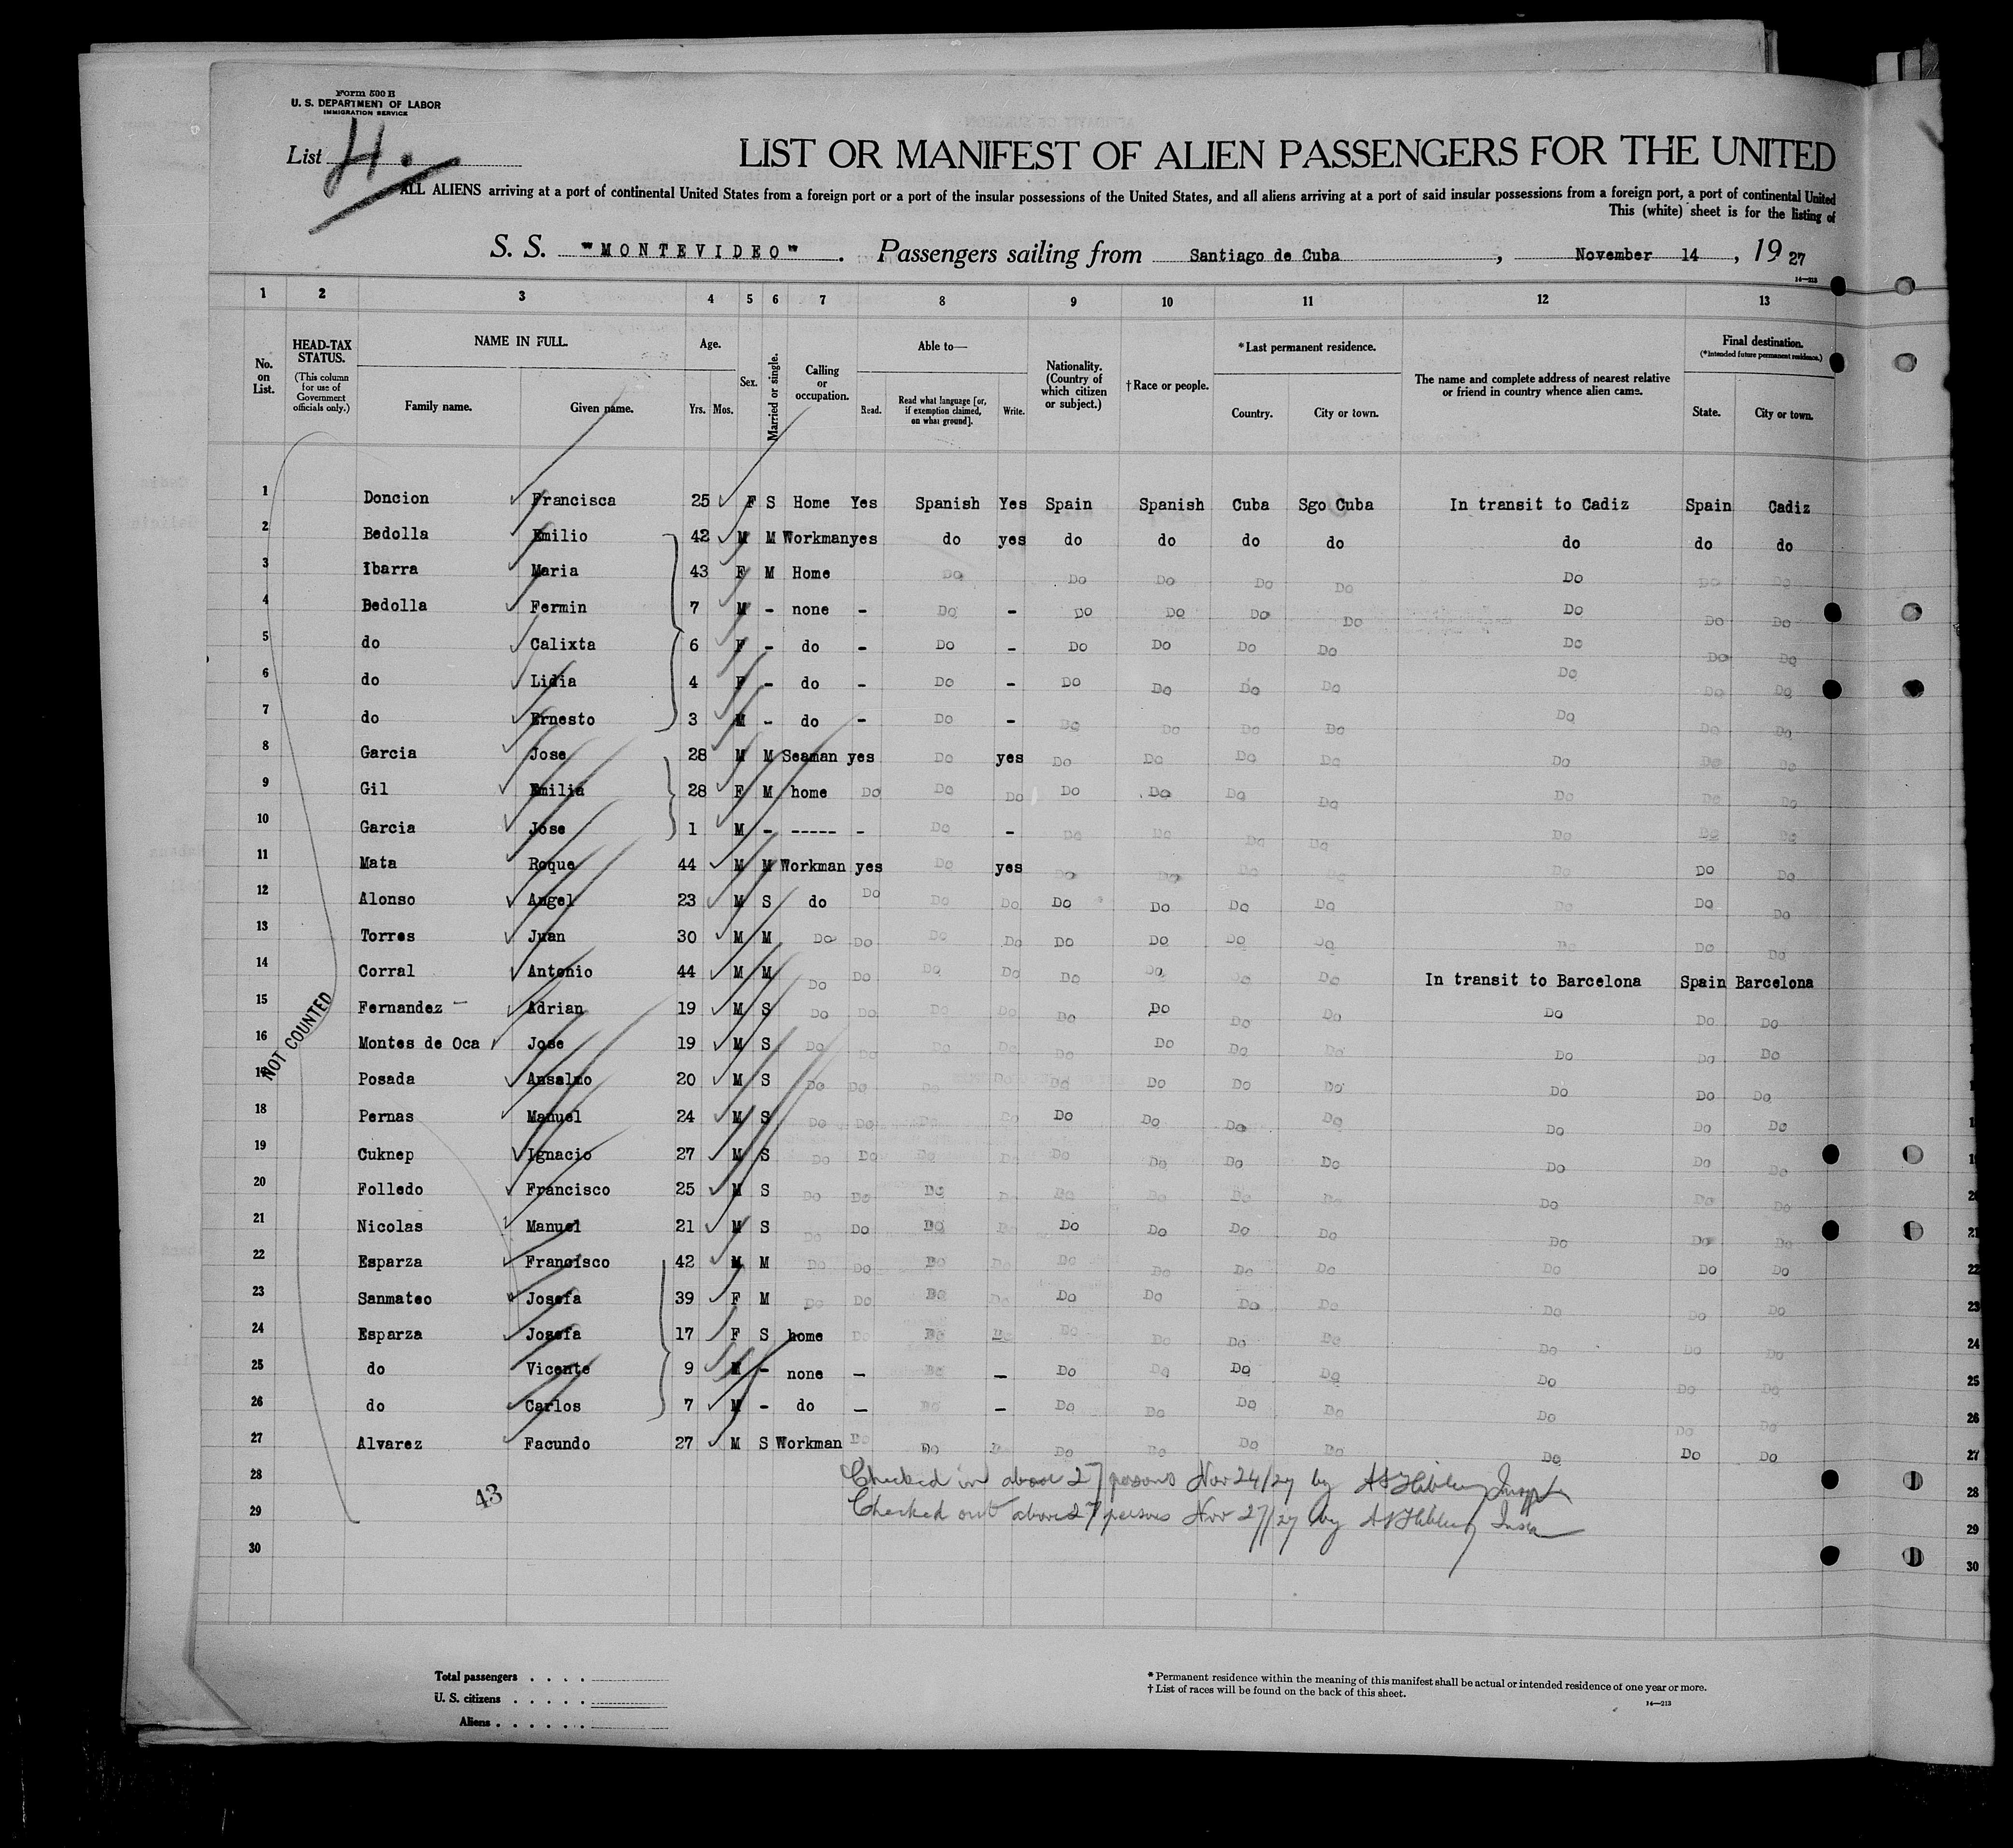 Form 500 B
U. S. DEPARTMENT OF LABOR
IMMIGRATION SERVICE
List 4.
LIST OR MANIFEST OF ALIEN PASSENGERS FOR THE UNITED
ALL ALIENS arriving at a port of continental United States from a foreign port or a port of the insular possessions of the United States, and all aliens arriving at a port of said insular possessions from a foreign port, a port of continental United
This (white) sheet is for the listing of
S. S. "MONTEVIDEO". Passengers sailing from Santiago de Cuba, November 14, 19 27
14—213
1 2 3 4 5 6 7 8 9 10 11 12 13
No. on List.
HEAD-TAX STATUS.
(This column for use of Government officials only.)
NAME IN FULL.
Family name. Given name.
Age.
Yrs. Mos.
Sex.
Married or single.
Calling or occupation.
Able to—
Read. Read what language [or, if exemption claimed, on what ground]. Write.
Nationality. (Country of which citizen or subject.)
† Race or people.
*Last permanent residence.
Country. City or town.
The name and complete address of nearest relative or friend in country whence alien came.
Final destination.
(*Intended future permanent residence.)
State. City or town.
1 Doncion Francisca 25 F S Home Yes Spanish Yes Spain Spanish Cuba Sgo Cuba In transit to Cadiz Spain Cadiz
2 Bedolla Emilio 42 M M Workman yes do yes do do do do do do do
3 Ibarra Maria 43 F M Home Do Do Do Do Do Do Do Do
4 Bedolla Fermin 7 M - none - Do - Do Do Do Do Do Do Do
5 do Calixta 6 F - do - Do - Do Do Do Do Do Do Do
6 do Lidia 4 F - do - Do - Do Do Do Do Do Do Do
7 do Ernesto 3 M - do - Do - Do Do Do Do Do Do Do
8 Garcia Jose 28 M M Seaman yes Do yes Do Do Do Do Do Do Do
9 Gil Emilia 28 F M home Do Do Do Do Do Do Do Do Do Do
10 Garcia Jose 1 M - ----- - Do - Do Do Do Do Do Do Do
11 Mata Roque 44 M M Workman yes Do yes Do Do Do Do Do Do Do
12 Alonso Angel 23 M S do Do Do Do Do Do Do Do Do Do Do
13 Torres Juan 30 M M Do Do Do Do Do Do Do Do Do Do Do
14 Corral Antonio 44 M M Do Do Do Do Do Do Do Do In transit to Barcelona Spain Barcelona
15 Fernandez Adrian 19 M S Do Do Do Do Do Do Do Do Do Do Do
16 Montes de Oca Jose 19 M S Do Do Do Do Do Do Do Do Do Do Do
17 Posada Anselmo 20 M S Do Do Do Do Do Do Do Do Do Do Do
18 Pernas Manuel 24 M S Do Do Do Do Do Do Do Do Do Do Do
19 Cuknep Ignacio 27 M S Do Do Do Do Do Do Do Do Do Do Do
20 Folledo Francisco 25 M S Do Do Do Do Do Do Do Do Do Do Do
21 Nicolas Manuel 21 M S Do Do Do Do Do Do Do Do Do Do Do
22 Esparza Francisco 42 M M Do Do Do Do Do Do Do Do Do Do Do
23 Sanmateo Josefa 39 F M Do Do Do Do Do Do Do Do Do Do Do
24 Esparza Josefa 17 F S home Do Do Do Do Do Do Do Do Do Do
25 do Vicente 9 M - none - Do - Do Do Do Do Do Do Do
26 do Carlos 7 M - do - Do - Do Do Do Do Do Do Do
27 Alvarez Facundo 27 M S Workman Do Do Do Do Do Do Do Do Do Do
NOT COUNTED
28 Checked in above 27 persons Nov 24/27 by
43
29 Checked out above 27 persons Nov 27/27 by
30
18
19
20
21
22
23
24
25
26
27
28
29
30
Total passengers . . . .
U. S. citizens . . . . .
Aliens . . . . . .
* Permanent residence within the meaning of this manifest shall be actual or intended residence of one year or more.
† List of races will be found on the back of this sheet.
14—213